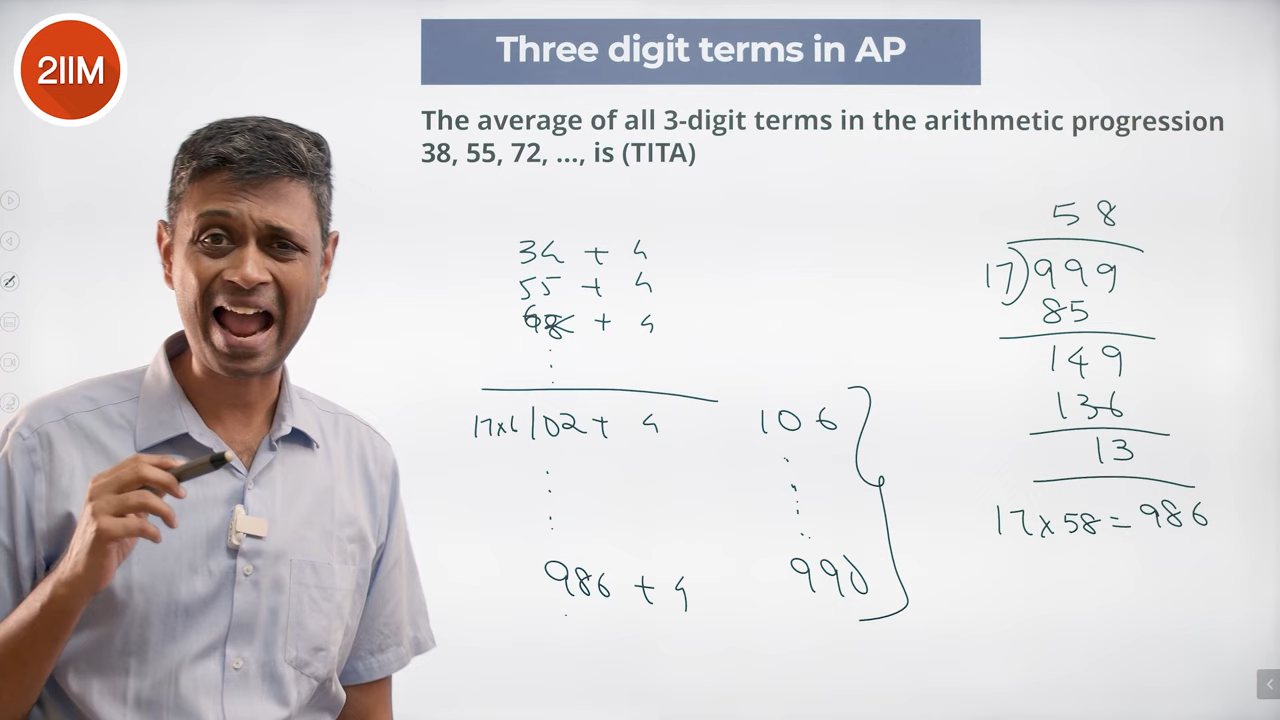 2IIM
Three digit terms in AP
The average of all 3-digit terms in the arithmetic progression
38, 55, 72, ..., is (TITA)
34 + 4
55 + 4
+ 4
17x6 102 + 4
986 + 4
106
990
58
17)999
85
149
136
13
17 x 58 = 986